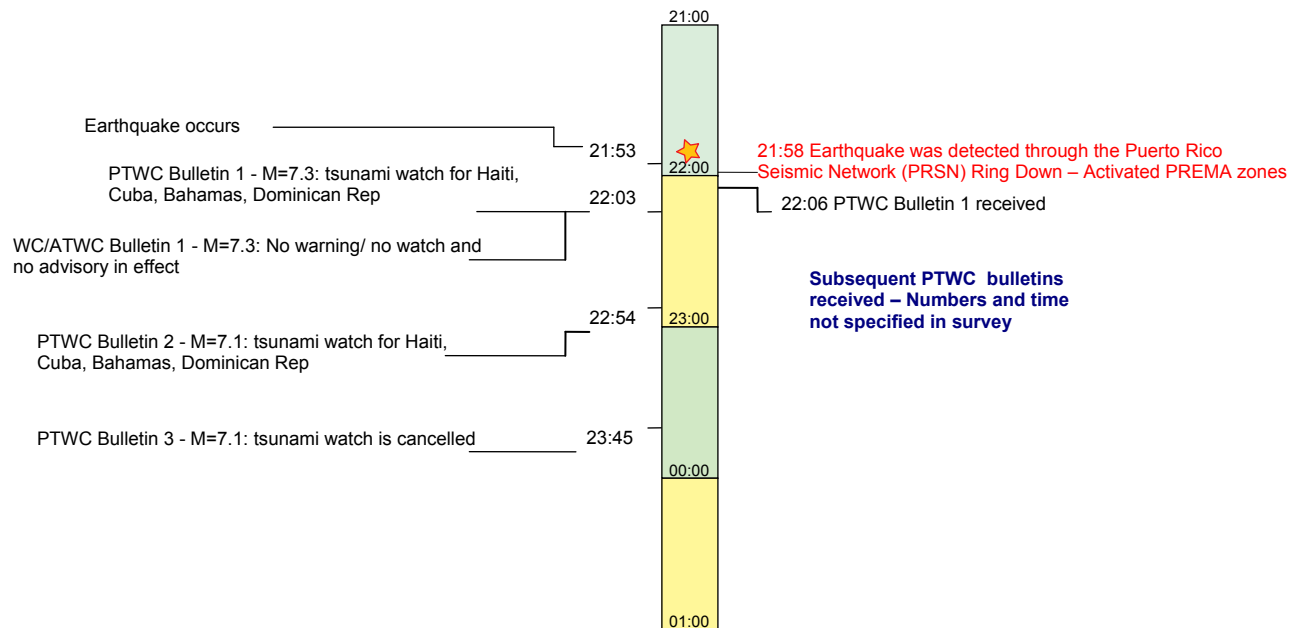 21:00
Earthquake occurs
21:53
21:58 Earthquake was detected through the Puerto Rico
Seismic Network (PRSN) Ring Down – Activated PREMA zones
22:00
PTWC Bulletin 1 - M=7.3: tsunami watch for Haiti,
Cuba, Bahamas, Dominican Rep
22:03
22:06 PTWC Bulletin 1 received
WC/ATWC Bulletin 1 - M=7.3: No warning/ no watch and
no advisory in effect
Subsequent PTWC bulletins
received – Numbers and time
not specified in survey
22:54
23:00
PTWC Bulletin 2 - M=7.1: tsunami watch for Haiti,
Cuba, Bahamas, Dominican Rep
PTWC Bulletin 3 - M=7.1: tsunami watch is cancelled
23:45
00:00
01:00